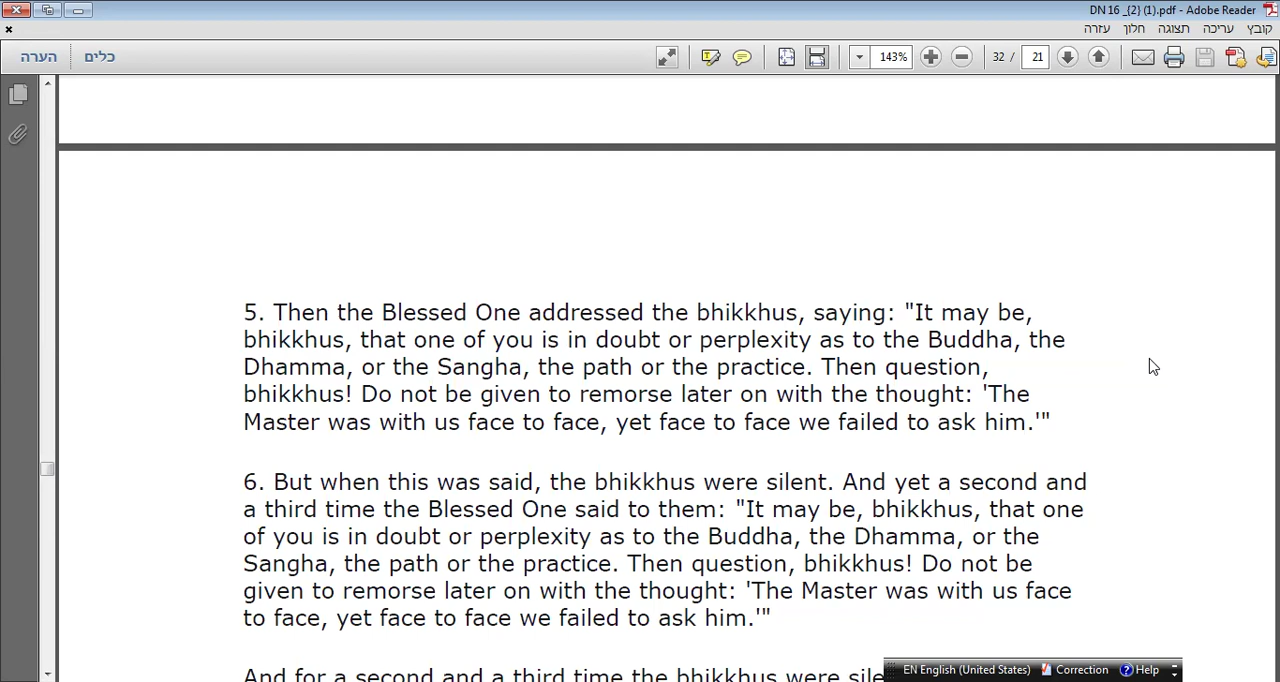 DN 16 _{2} (1).pdf - Adobe Reader
קובץ עריכה תצוגה חלון עזרה
כלים הערה
143% 32 / 21
5. Then the Blessed One addressed the bhikkhus, saying: "It may be,
bhikkhus, that one of you is in doubt or perplexity as to the Buddha, the
Dhamma, or the Sangha, the path or the practice. Then question,
bhikkhus! Do not be given to remorse later on with the thought: 'The
Master was with us face to face, yet face to face we failed to ask him.'"
6. But when this was said, the bhikkhus were silent. And yet a second and
a third time the Blessed One said to them: "It may be, bhikkhus, that one
of you is in doubt or perplexity as to the Buddha, the Dhamma, or the
Sangha, the path or the practice. Then question, bhikkhus! Do not be
given to remorse later on with the thought: 'The Master was with us face
to face, yet face to face we failed to ask him.'"
And for a second and a third time the bhikkhus were
EN English (United States) Correction Help